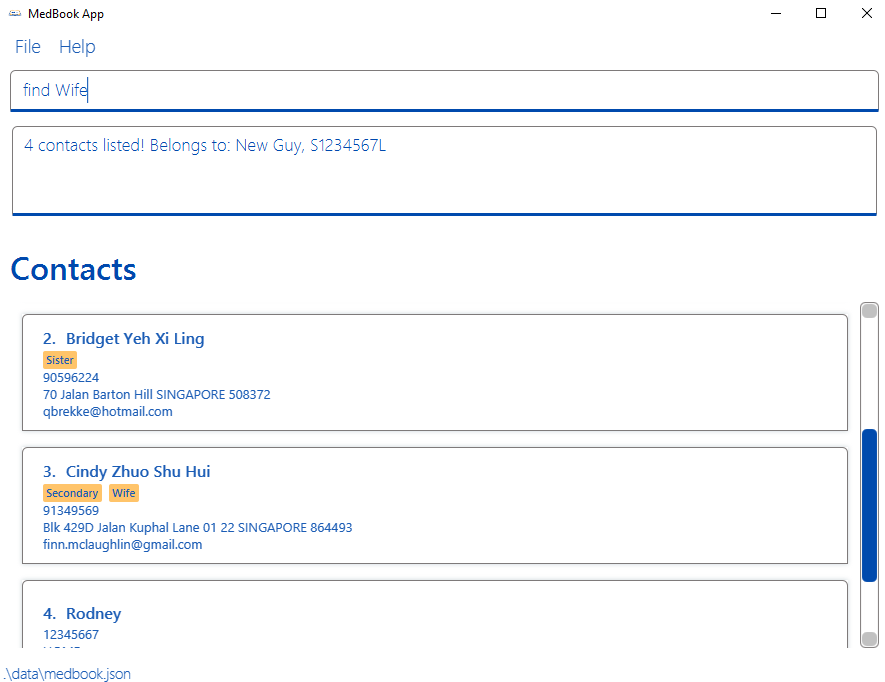 MedBook App
File Help
find Wife
4 contacts listed! Belongs to: New Guy, S1234567L
Contacts
2. Bridget Yeh Xi Ling
Sister
90596224
70 Jalan Barton Hill SINGAPORE 508372
qbrekke@hotmail.com
3. Cindy Zhuo Shu Hui
Secondary Wife
91349569
Blk 429D Jalan Kuphal Lane 01 22 SINGAPORE 864493
finn.mclaughlin@gmail.com
4. Rodney
12345667
.\data\medbook.json